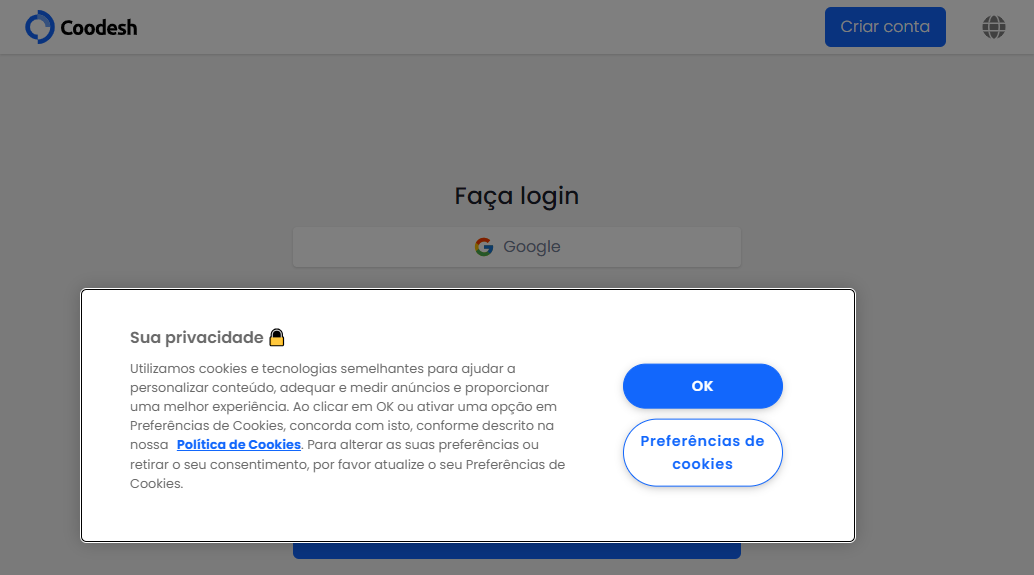 Coodesh
Criar conta
Faça login
Google
Sua privacidade
Utilizamos cookies e tecnologias semelhantes para ajudar a
personalizar conteúdo, adequar e medir anúncios e proporcionar
uma melhor experiência. Ao clicar em OK ou ativar uma opção em
Preferências de Cookies, concorda com isto, conforme descrito na
nossa Política de Cookies. Para alterar as suas preferências ou
retirar o seu consentimento, por favor atualize o seu Preferências de
Cookies.
OK
Preferências de
cookies